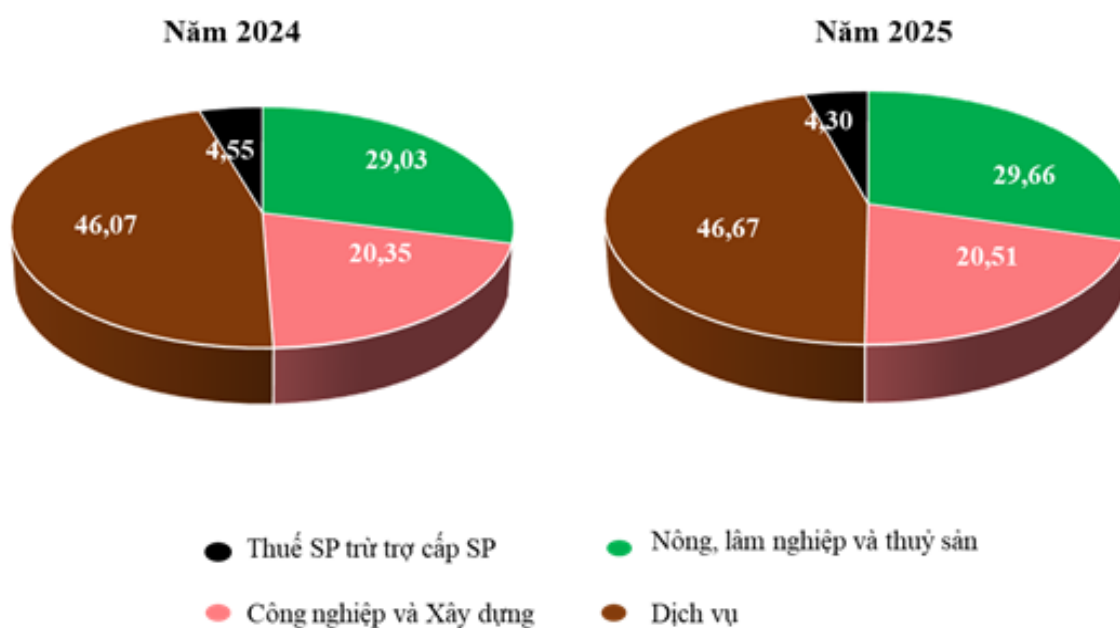 Năm 2024
Năm 2025
4,55
29,03
46,07
20,35
4,30
29,66
46,67
20,51
Thuế SP trừ trợ cấp SP
Nông, lâm nghiệp và thuỷ sản
Công nghiệp và Xây dựng
Dịch vụ